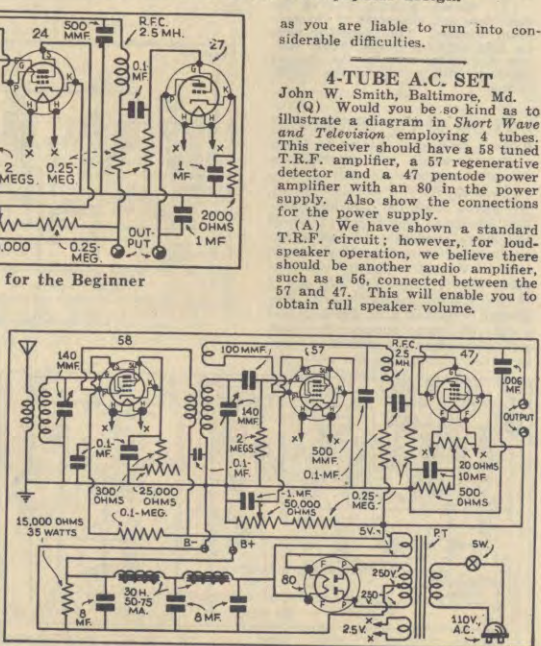 as you are liable to run into con-
siderable difficulties.
4-TUBE A.C. SET
John W. Smith, Baltimore, Md.
(Q) Would you be so kind as to
illustrate a diagram in Short Wave
and Television employing 4 tubes.
This receiver should have a 58 tuned
T.R.F. amplifier, a 57 regenerative
detector and a 47 pentode power
amplifier with an 80 in the power
supply. Also show the connections
for the power supply.
(A) We have shown a standard
T.R.F. circuit; however, for loud-
speaker operation, we believe there
should be another audio amplifier,
such as a 56, connected between the
57 and 47. This will enable you to
obtain full speaker volume.
500
MMF.
24
R.F.C.
2.5 MH.
27
0.1-
MF.
G
P
K
H
H
X
X
G
P
K
H
H
X
X
2
MEGS.
0.25-
MEG
1
MF.
0.25-
MEG.
OUT-
PUT
1 MF
2000
OHMS
for the Beginner
58
100 MMF.
57
R.F.C.
2.5
MH
47
140
MMF.
140
MMF.
.006
MF.
OUTPUT
0.1-
MF.
0.1-
MF.
2
MEGS
500
MMF.
0.1-MF.
20 OHMS
10 MF.
500
OHMS
300
OHMS
25,000
OHMS
.1 MF.
50,000
OHMS
0.25-
MEG.
0.1-MEG.
15,000 OHMS
35 WATTS
B-
B+
5V.
P.T
SW.
80
F
F
P
P
250V.
250
V.
2.5V.
X
X
30 H.
50-75
MA.
8
MF.
8 MF.
110V.
A.C.